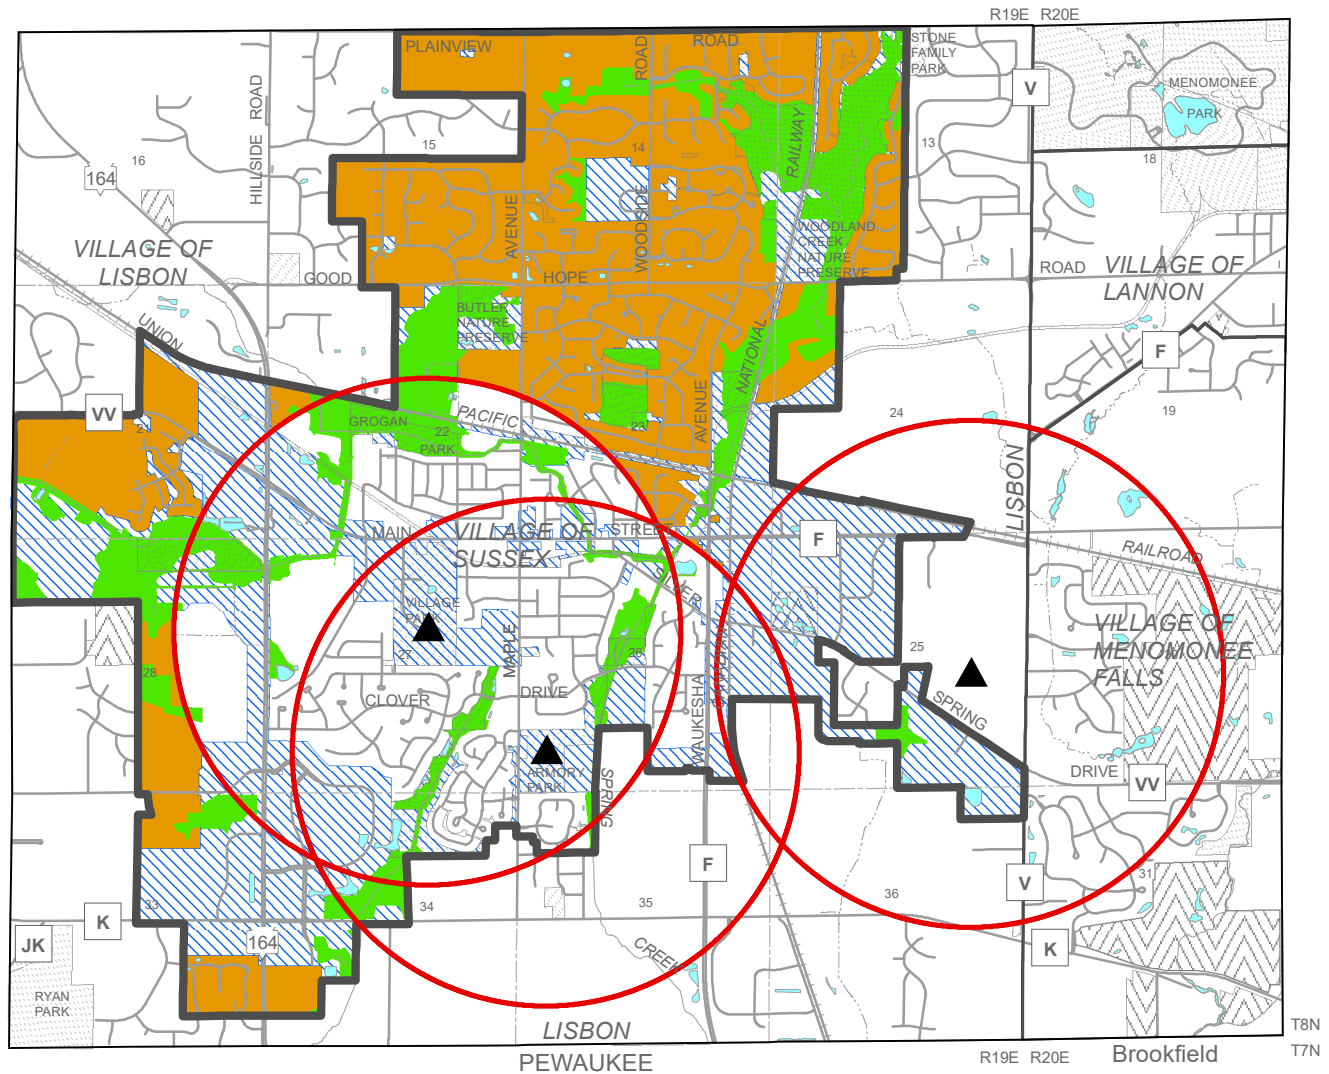 R19E R20E
PLAINVIEW
ROAD
ROAD
STONE
FAMILY
PARK
V
MENOMONEE
PARK
HILLSIDE ROAD
RAILWAY
13
15
14
16
18
164
AVENUE
WOODSIDE
WOODLAND
CREEK
NATURE
PRESERVE
VILLAGE OF
LISBON
GOOD
HOPE
ROAD
VILLAGE OF
LANNON
BUTLER
NATURE
PRESERVE
UNION
NATIONAL
F
VV
AVENUE
PACIFIC
GROGAN
PARK
21
22
23
24
19
LISBON
MAIN
VILLAGE OF
SUSSEX
STREET
F
RAILROAD
SILVER
VILLAGE
PARK
VILLAGE OF
MENOMONEE
FALLS
MAPLE
27
26
25
28
CLOVER
DRIVE
WAUKESHA
SPRING
ARMORY
PARK
SPRING
DRIVE
VV
F
V
31
33
34
35
36
K
JK
164
K
CREEK
RYAN
PARK
LISBON
T8N
PEWAUKEE
R19E R20E
Brookfield
T7N